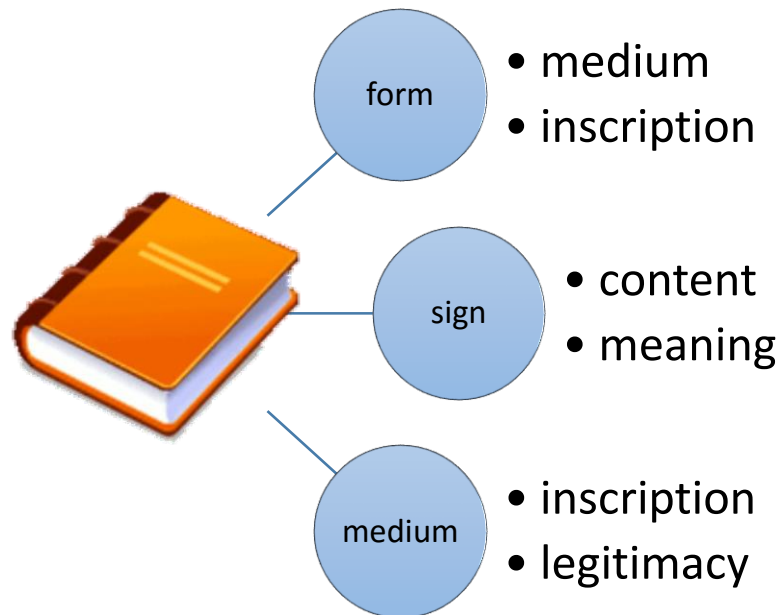 form
• medium
• inscription
sign
• content
• meaning
medium
• inscription
• legitimacy